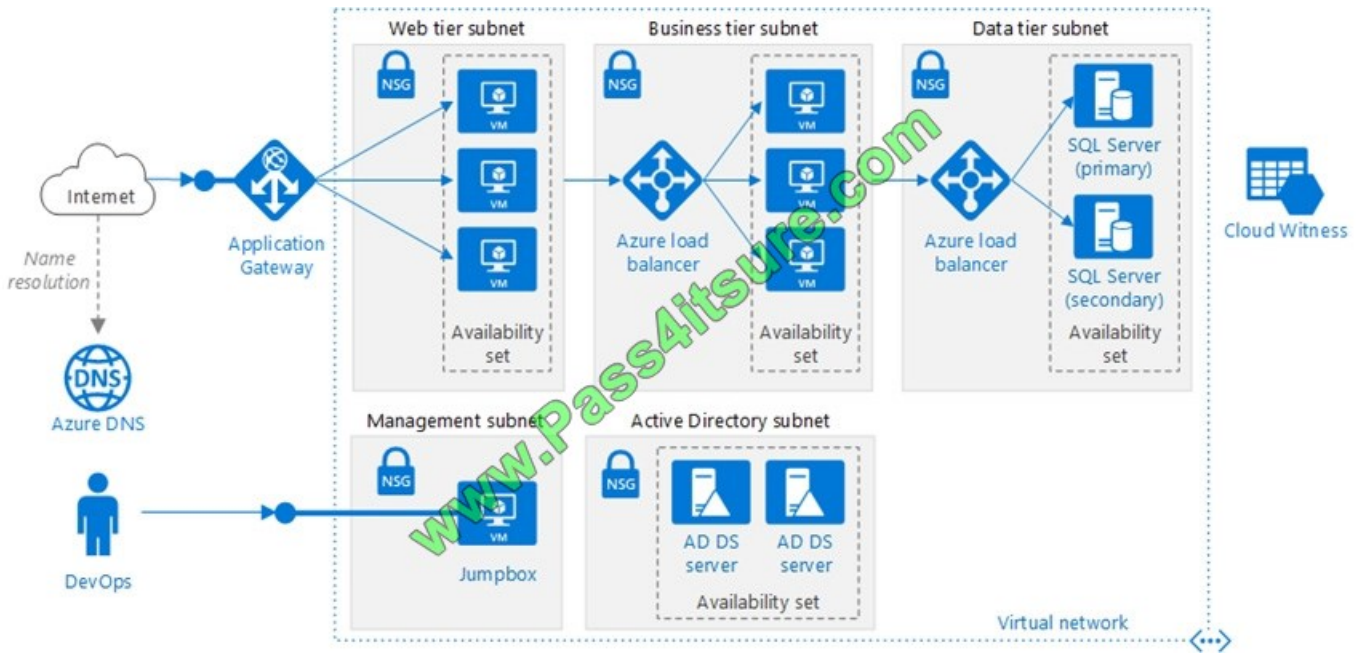 Web tier subnet
Business tier subnet
Data tier subnet
NSG
VM
VM
VM
Availability
set
NSG
Azure load
balancer
VM
VM
VM
Availability
set
NSG
Azure load
balancer
SQL Server
(primary)
SQL Server
(secondary)
Availability
set
Internet
Application
Gateway
Name
resolution
DNS
Azure DNS
Cloud Witness
Management subnet
NSG
VM
Jumpbox
DevOps
Active Directory subnet
NSG
AD DS
server
AD DS
server
Availability set
Virtual network
www.Pass4itsure.com